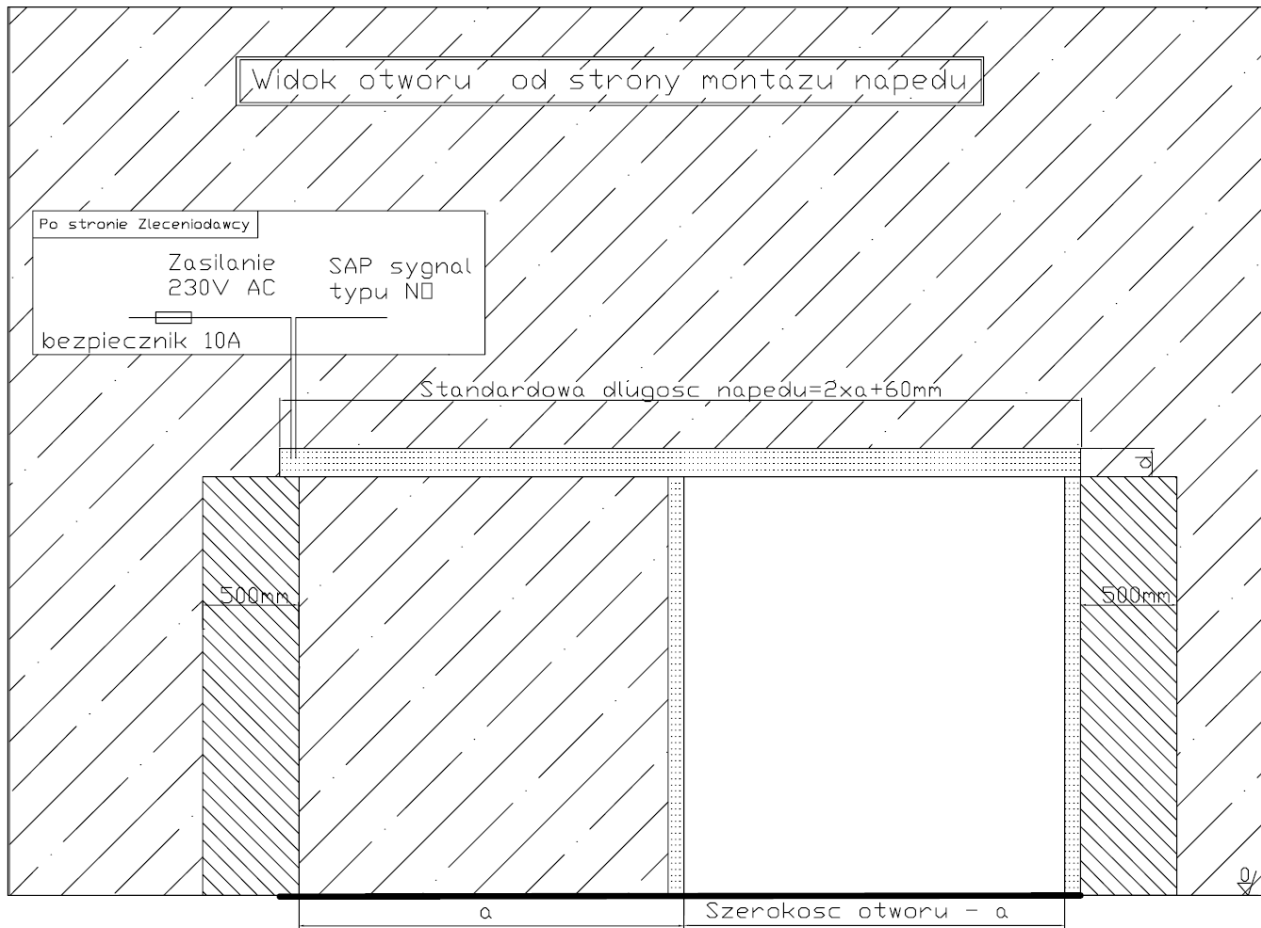 Widok otworu od strony montazu napedu
Po stronie Zleceniodawcy
Zasilanie
230V AC
SAP sygnal
typu NO
bezpiecznik 10A
Standardowa dlugosc napedu=2xa+60mm
d
500mm
500mm
0
a
Szerokosc otworu - a